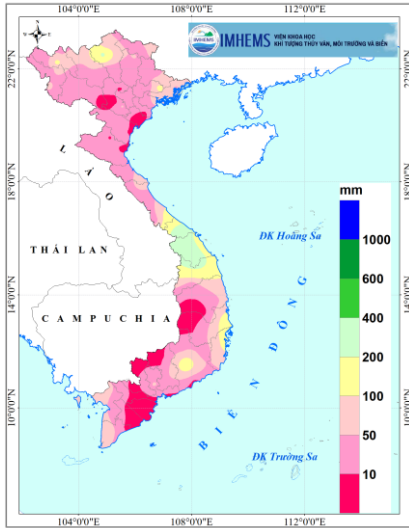 104°0'0"E 108°0'0"E 112°0'0"E
IMHEMS
VIỆN KHOA HỌC
KHÍ TƯỢNG THỦY VĂN, MÔI TRƯỜNG VÀ BIỂN
22°0'0"N
18°0'0"N
14°0'0"N
10°0'0"N
LÀO
THÁI LAN
CAMPUCHIA
ĐK Hoàng Sa
BIỂN ĐÔNG
ĐK Trường Sa
mm
1000
600
400
200
100
50
10
104°0'0"E 108°0'0"E 112°0'0"E